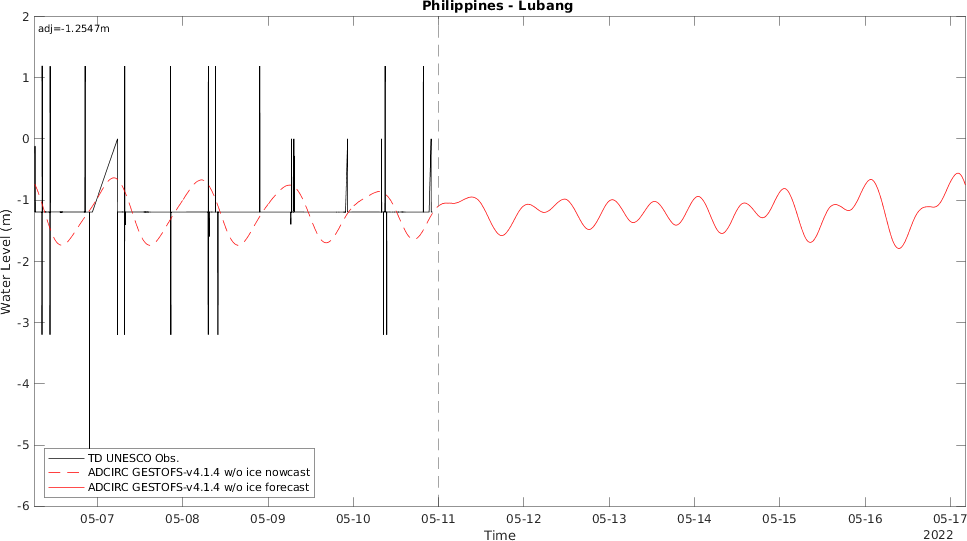 Philippines - Lubang
adj=-1.2547m
2
1
0
-1
-2
-3
-4
-5
-6
Water Level (m)
TD UNESCO Obs.
ADCIRC GESTOFS-v4.1.4 w/o ice nowcast
ADCIRC GESTOFS-v4.1.4 w/o ice forecast
05-07 05-08 05-09 05-10 05-11 05-12 05-13 05-14 05-15 05-16 05-17
Time
2022